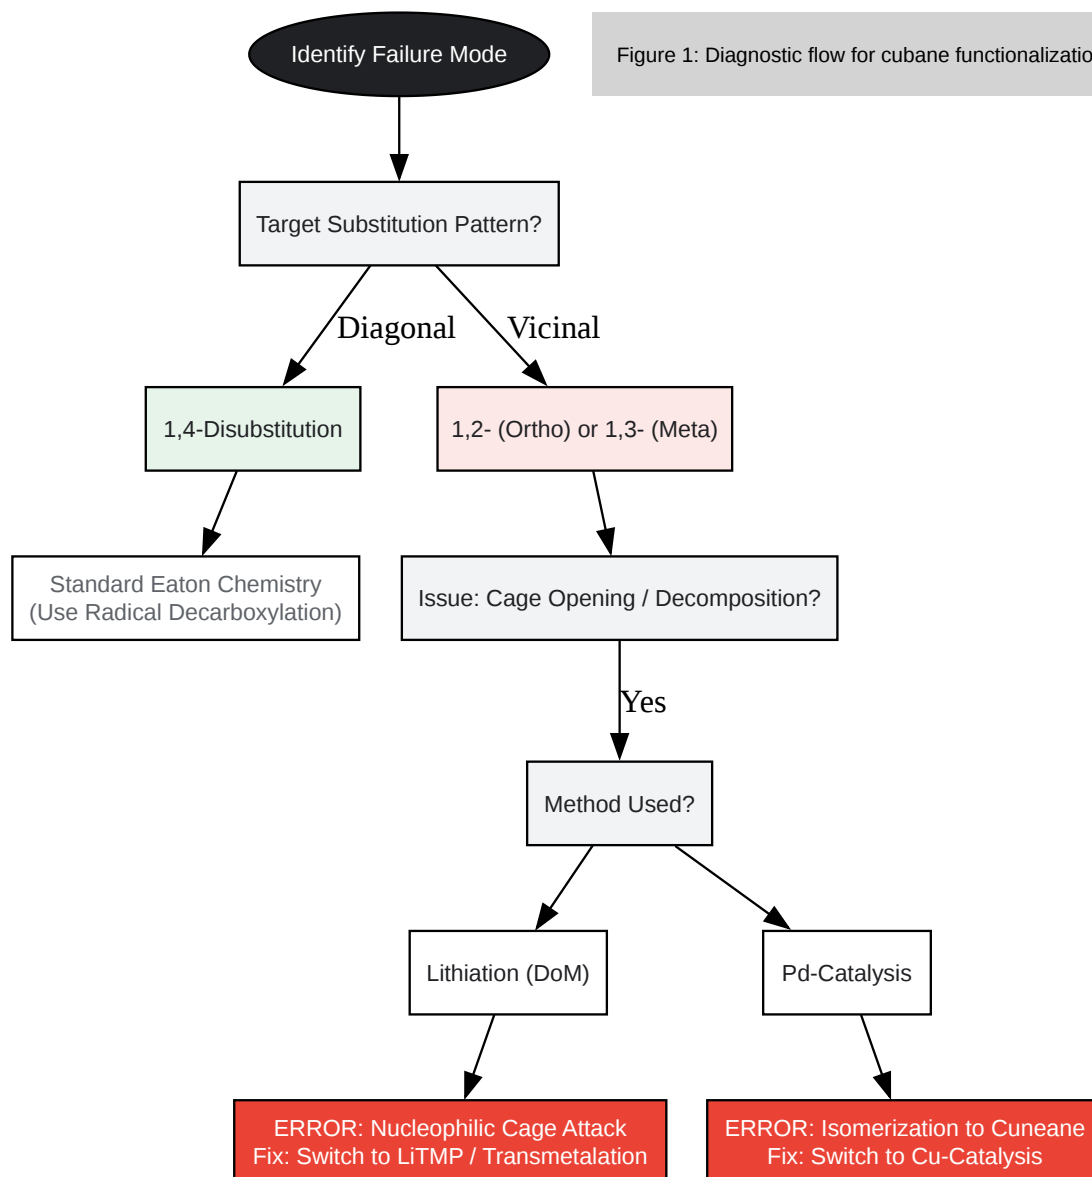 Identify Failure Mode
Figure 1: Diagnostic flow for cubane functionalizatio
Target Substitution Pattern?
Diagonal
Vicinal
1,4-Disubstitution
1,2- (Ortho) or 1,3- (Meta)
Standard Eaton Chemistry
(Use Radical Decarboxylation)
Issue: Cage Opening / Decomposition?
Yes
Method Used?
Lithiation (DoM)
Pd-Catalysis
ERROR: Nucleophilic Cage Attack
Fix: Switch to LiTMP / Transmetalation
ERROR: Isomerization to Cuneane
Fix: Switch to Cu-Catalysis